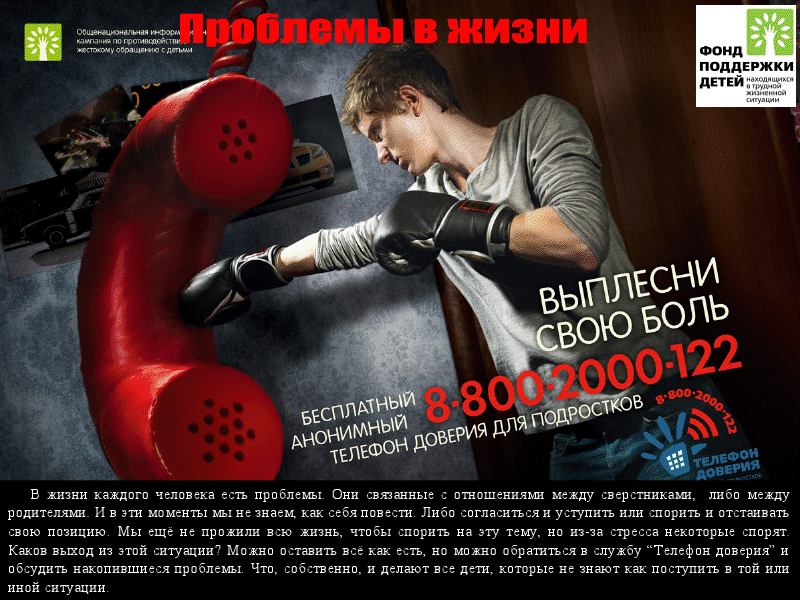 Проблемы в жизни
Общенациональная информационная
кампания по противодействию
жестокому обращению с детьми
ФОНД
ПОДДЕРЖКИ
ДЕТЕЙ
находящихся
в трудной
жизненной
ситуации
ВЫПЛЕСНИ
СВОЮ БОЛЬ
8-800-2000-122
БЕСПЛАТНЫЙ
АНОНИМНЫЙ
ТЕЛЕФОН ДОВЕРИЯ ДЛЯ ПОДРОСТКОВ
8-800-2000-122
ТЕЛЕФОН
ДОВЕРИЯ
В жизни каждого человека есть проблемы. Они связанные с отношениями между сверстниками, либо между
родителями. И в эти моменты мы не знаем, как себя повести. Либо согласиться и уступить или спорить и отстаивать
свою позицию. Мы ещё не прожили всю жизнь, чтобы спорить на эту тему, но из-за стресса некоторые спорят.
Каков выход из этой ситуации? Можно оставить всё как есть, но можно обратиться в службу “Телефон доверия” и
обсудить накопившиеся проблемы. Что, собственно, и делают все дети, которые не знают как поступить в той или
иной ситуации.